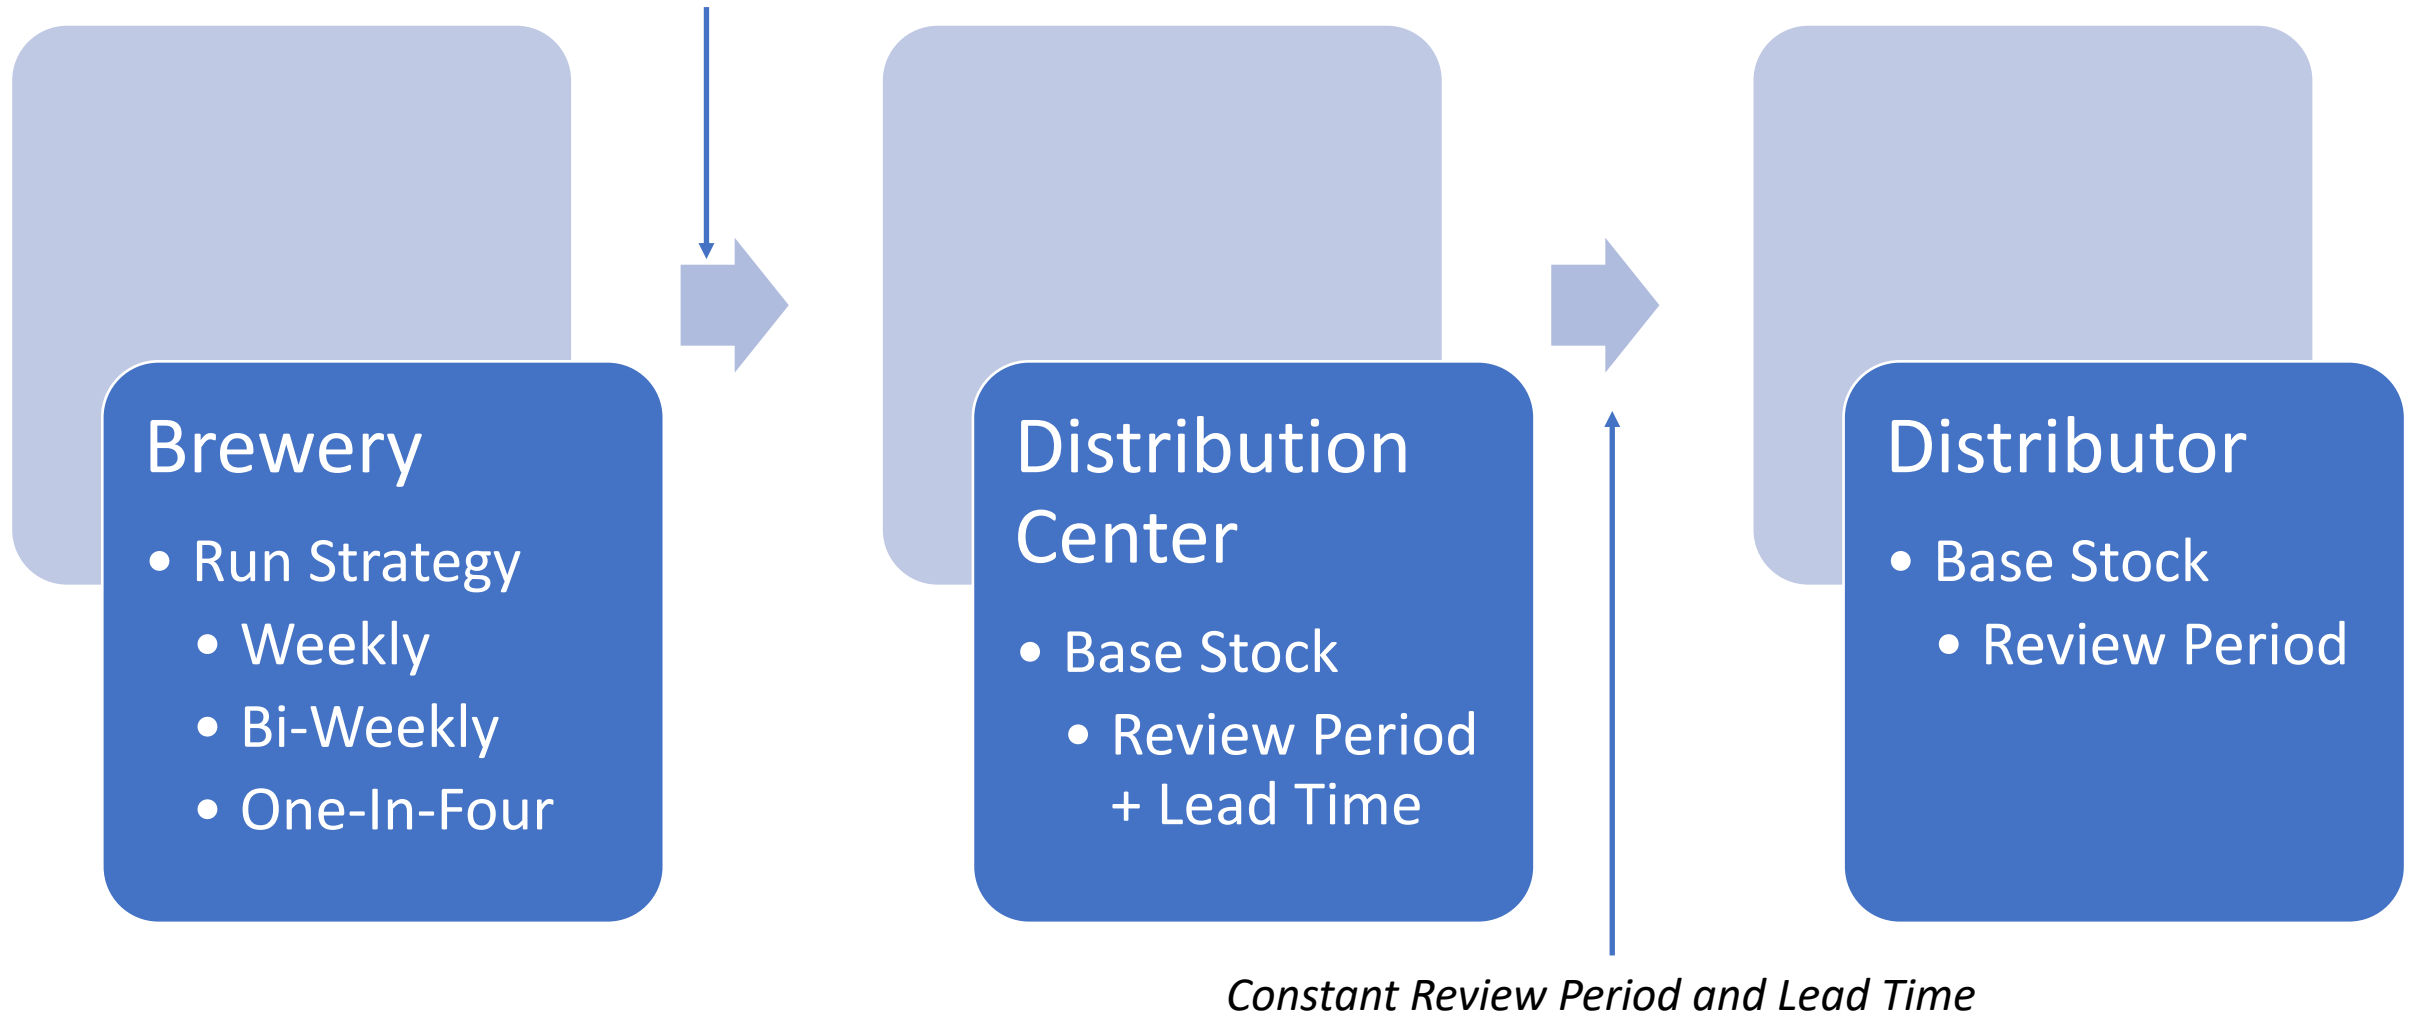 Brewery
• Run Strategy
• Weekly
• Bi-Weekly
• One-In-Four
Distribution
Center
• Base Stock
• Review Period
+ Lead Time
Distributor
• Base Stock
• Review Period
Constant Review Period and Lead Time